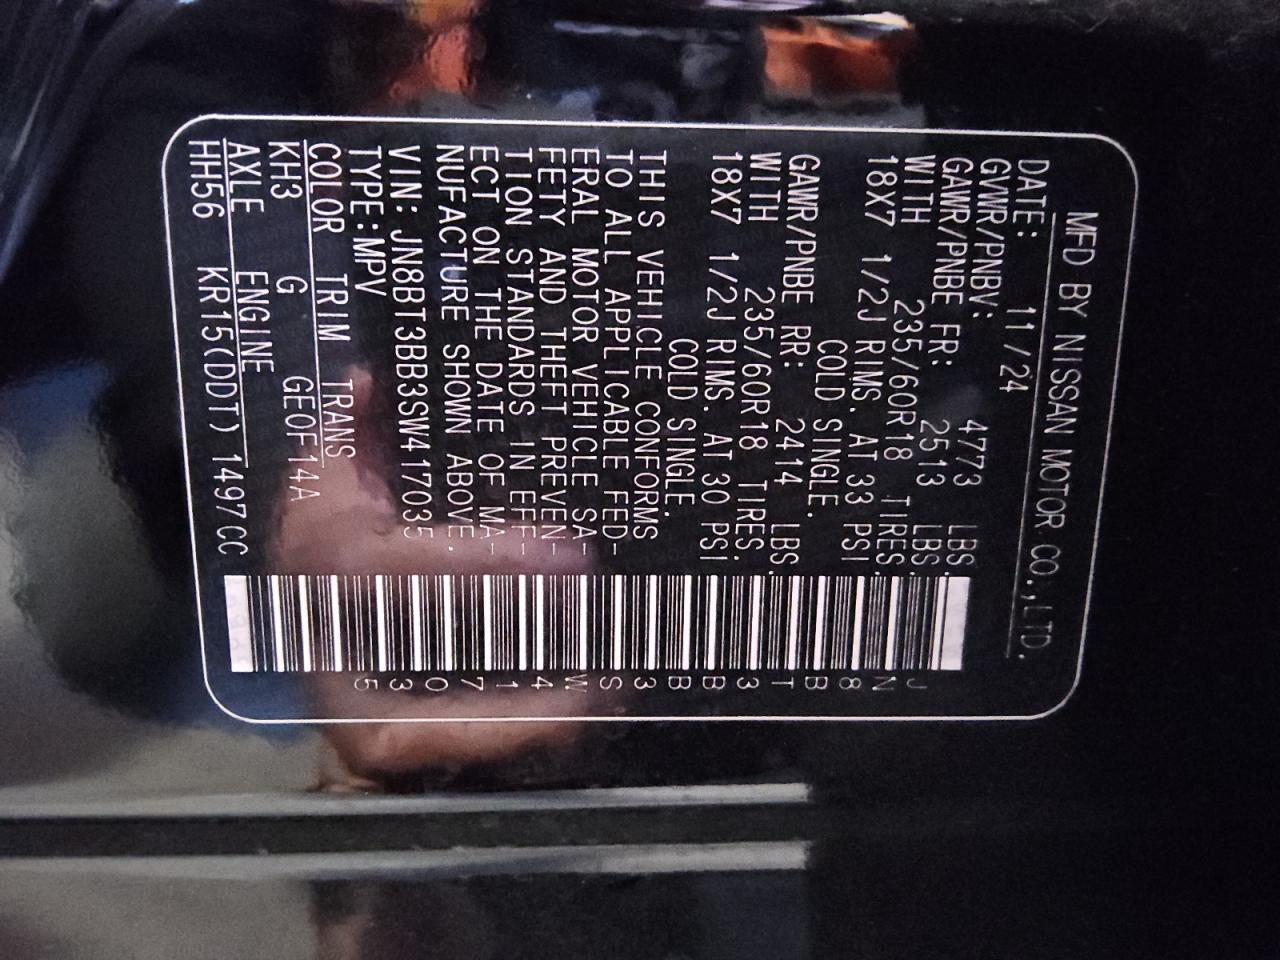 MFD BY NISSAN MOTOR CO.,LTD.
DATE: 11/24
GVWR/PNBV: 4773 LBS.
GAWR/PNBE FR: 2513 LBS.
WITH 235/60R18 TIRES;
18X7 1/2J RIMS. AT 33 PSI
COLD SINGLE.
GAWR/PNBE RR: 2414 LBS.
WITH 235/60R18 TIRES;
18X7 1/2J RIMS. AT 30 PSI
COLD SINGLE.
THIS VEHICLE CONFORMS
TO ALL APPLICABLE FED-
ERAL MOTOR VEHICLE SA-
FETY AND THEFT PREVEN-
TION STANDARDS IN EFF-
ECT ON THE DATE OF MA-
NUFACTURE SHOWN ABOVE.
VIN: JN8BT3BB3SW417035
TYPE:MPV
COLOR TRIM TRANS
KH3 G GEOF14A
AXLE ENGINE
HH56 KR15(DDT) 1497CC
JN8BT3BB3SW417035